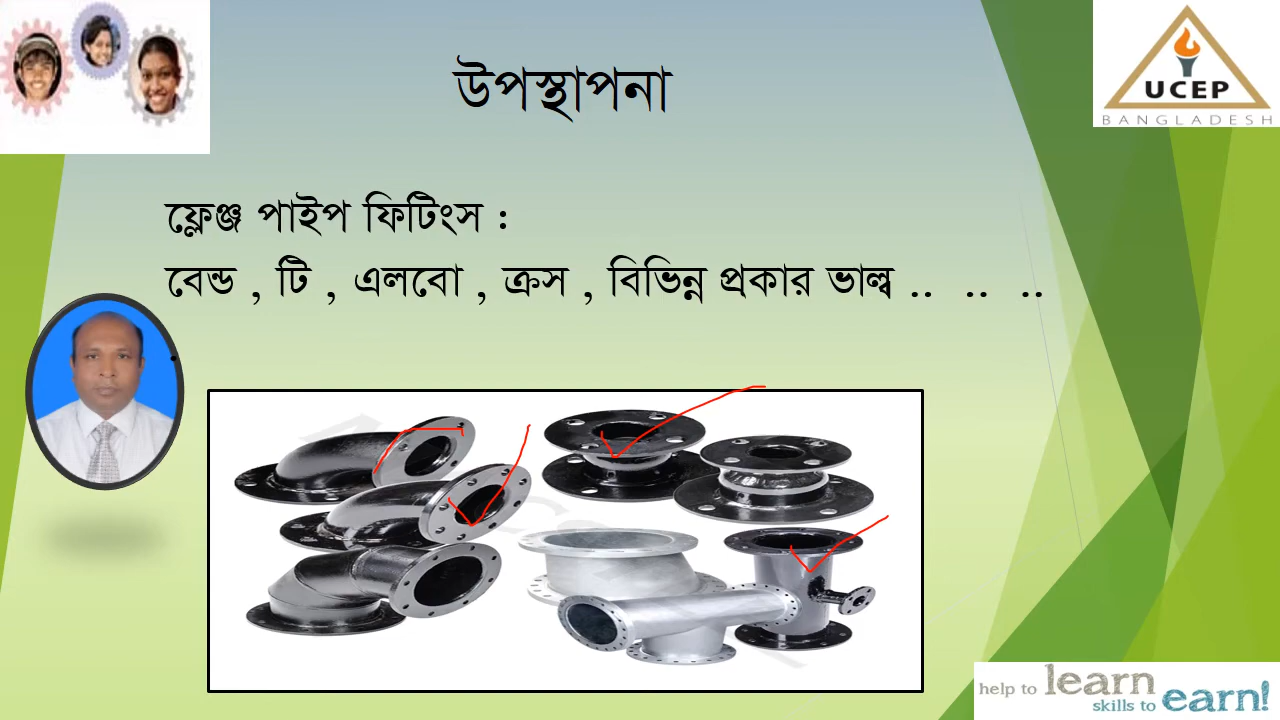 উপস্থাপনা
UCEP
BANGLADESH
ফ্লেঞ্জ পাইপ ফিটিংস :
বেন্ড , টি , এলবো , ক্রস , বিভিন্ন প্রকার ভাল্ব .. .. ..
.
help to learn
skills to earn!